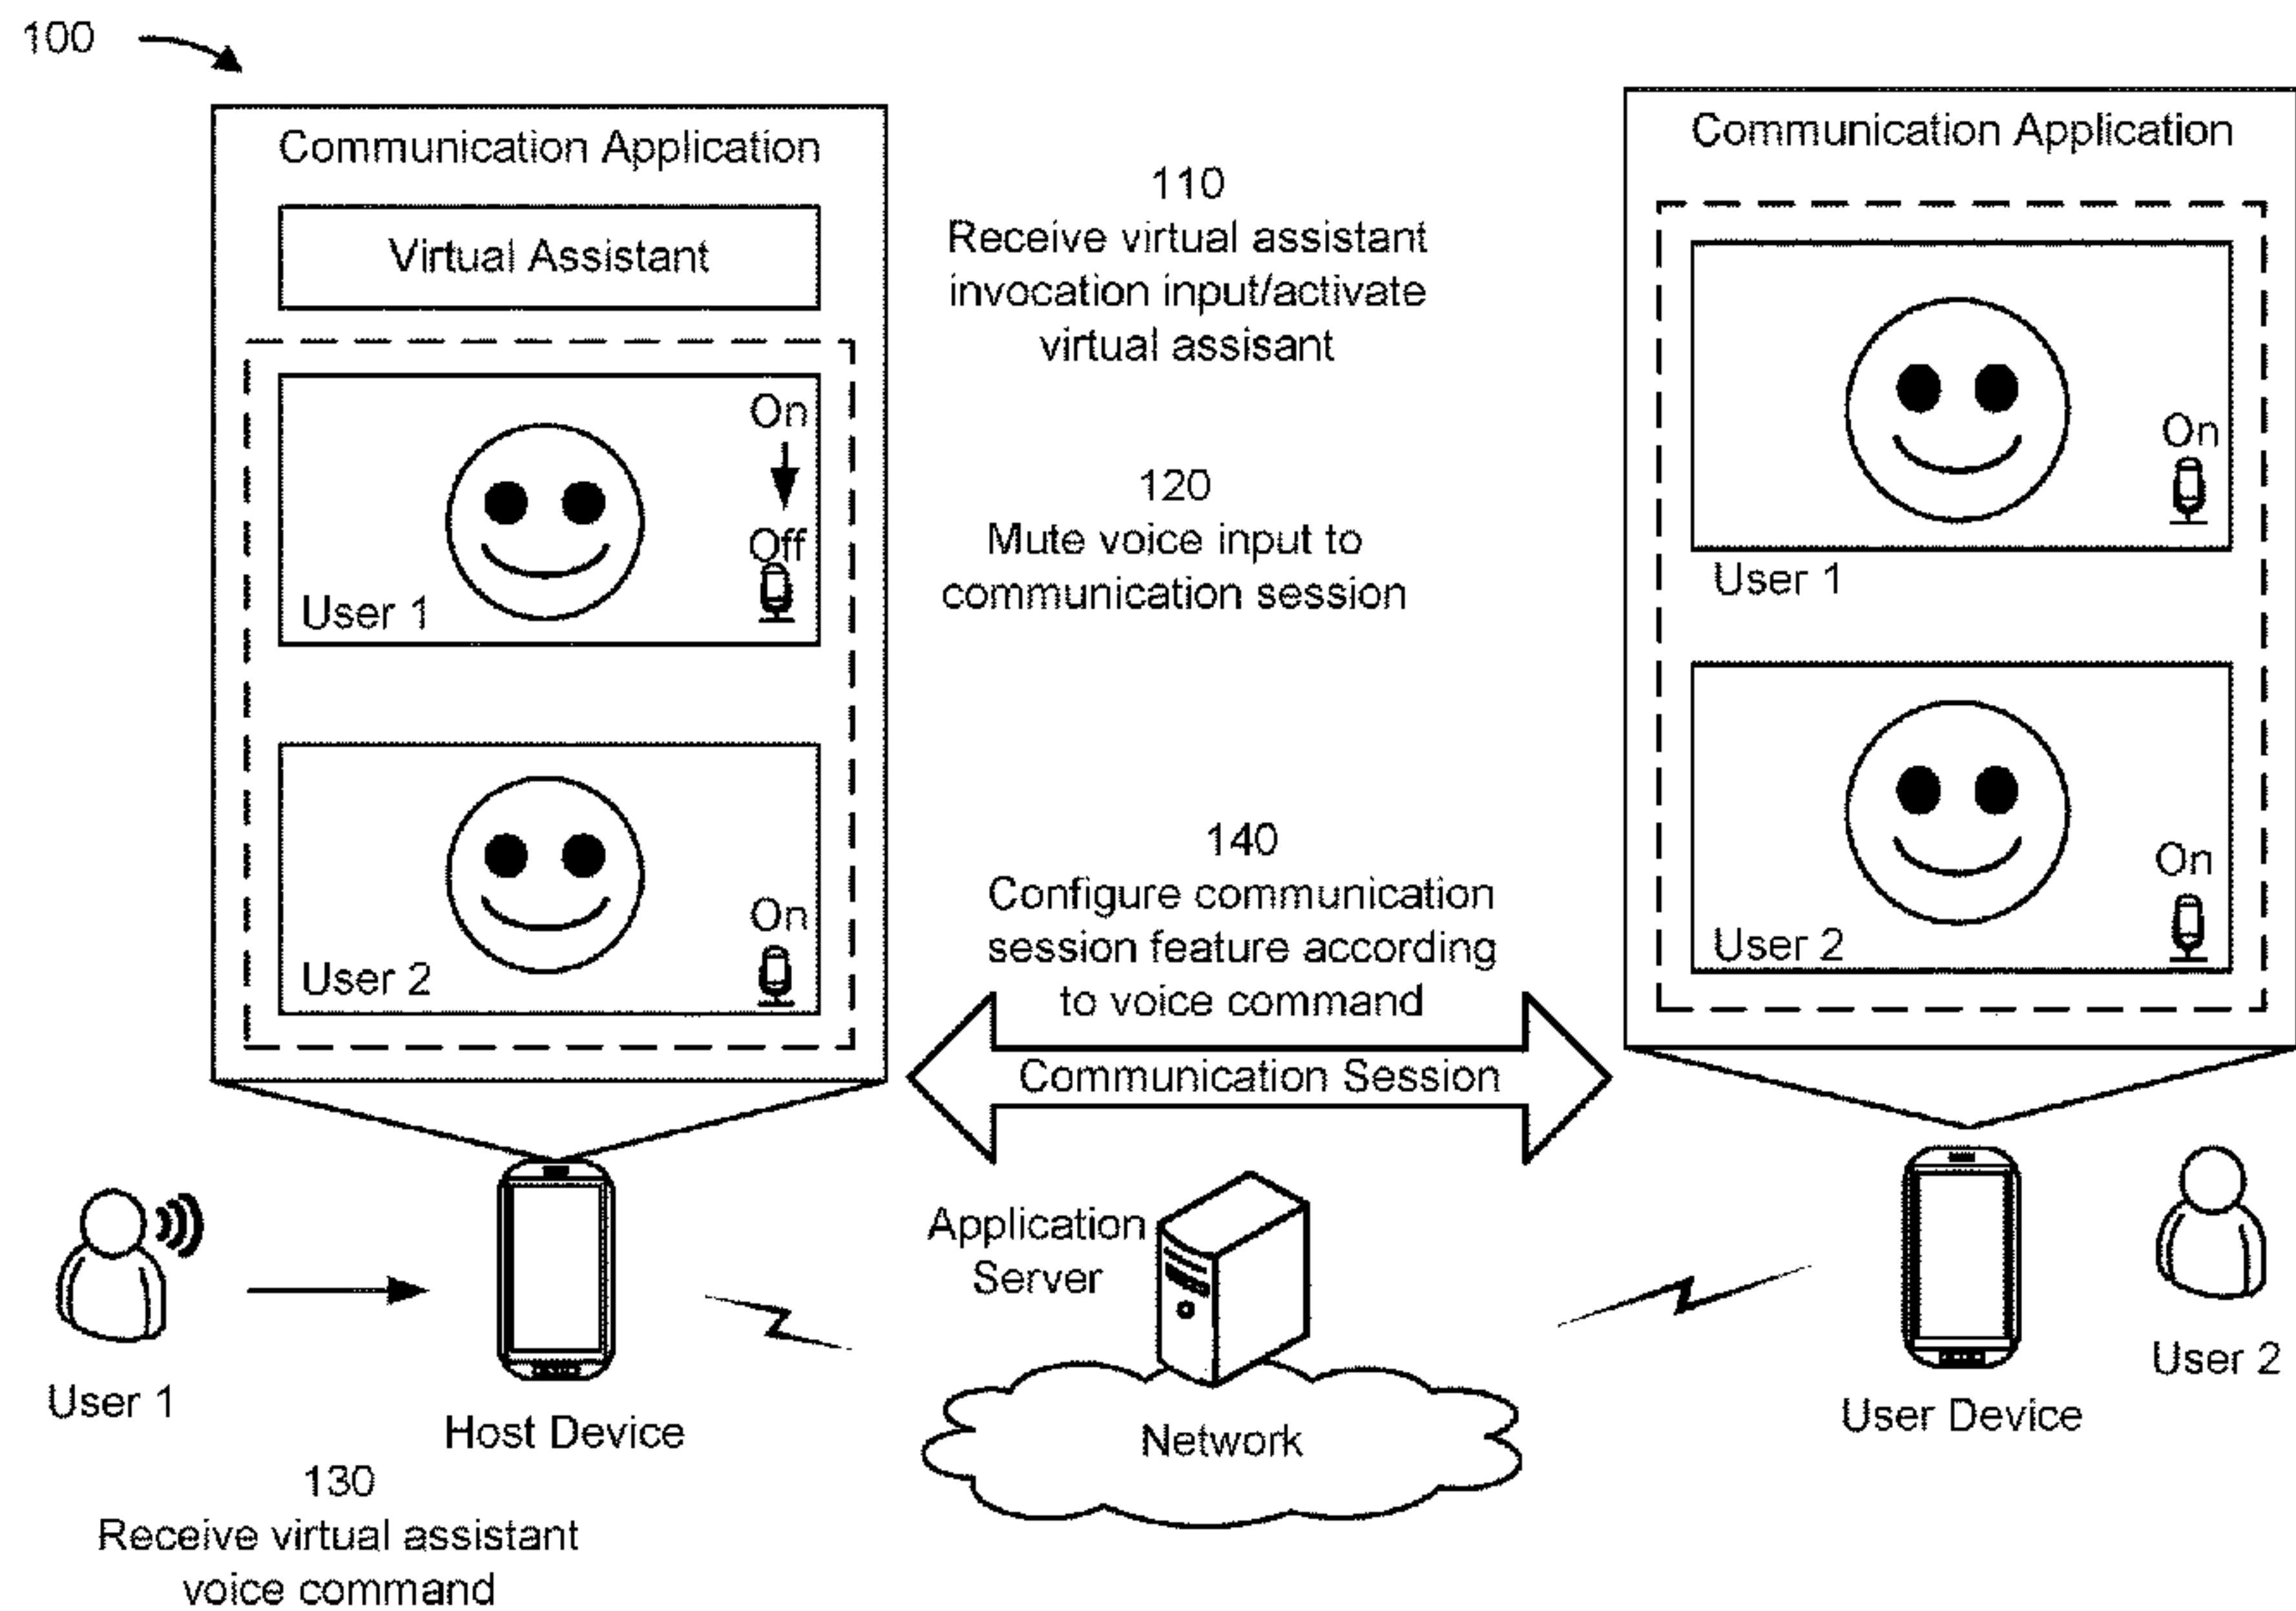 100
Communication Application
Virtual Assistant
On
Off
User 1
On
User 2
110
Receive virtual assistant
invocation input/activate
virtual assisant
120
Mute voice input to
communication session
140
Configure communication
session feature according
to voice command
Communication Session
Communication Application
On
User 1
On
User 2
User 1
Host Device
130
Receive virtual assistant
voice command
Application
Server
Network
User Device
User 2